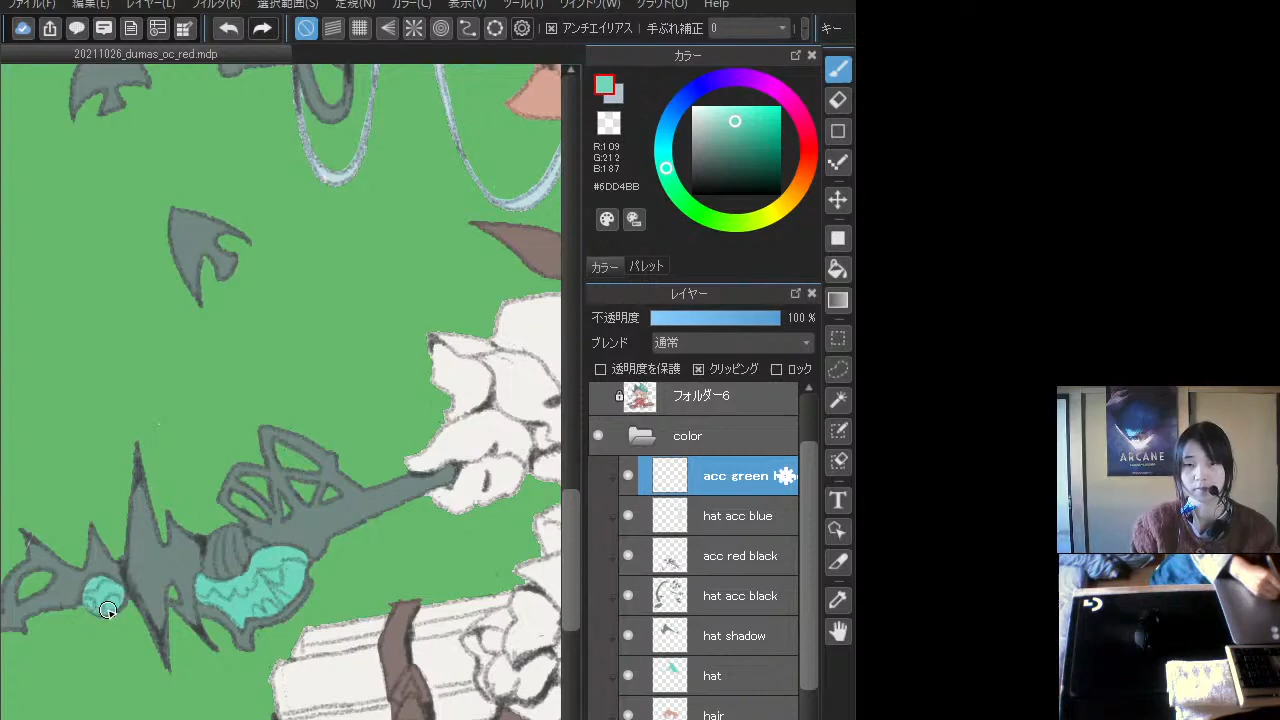 ファイル(F) 編集(E) レイヤー(L) フィルタ(R) 選択範囲(S) 定規(N) カラー(C) 表示(V) ツール(T) ウィンドウ(W) クラウド(O) Help
アンチエイリアス 手ぶれ補正 0 キー
20211026_dumas_oc_red.mdp
カラー
R:109
G:212
B:187
#6DD4BB
カラー パレット
レイヤー
不透明度 100 %
ブレンド 通常
透明度を保護 クリッピング ロック
フォルダー6
color
acc green
hat acc blue
acc red black
hat acc black
hat shadow
hat
hair
T
ARCANE